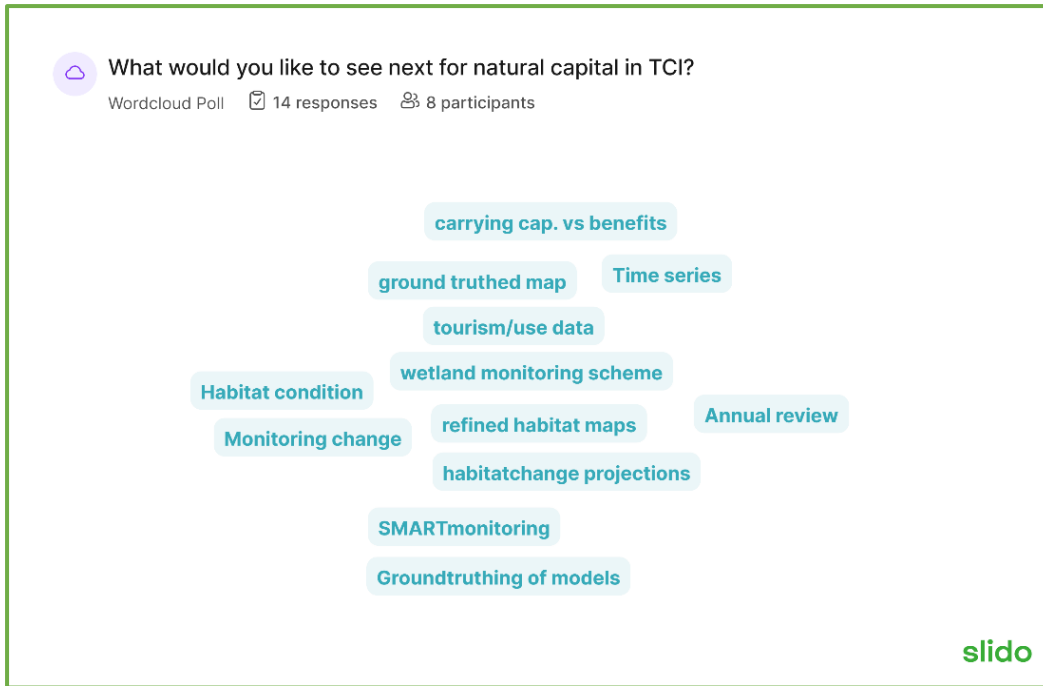 What would you like to see next for natural capital in TCI?
Wordcloud Poll 14 responses 8 participants
carrying cap. vs benefits
Time series
ground truthed map
tourism/use data
wetland monitoring scheme
Habitat condition
Annual review
refined habitat maps
Monitoring change
habitatchange projections
SMARTmonitoring
Groundtruthing of models
slido